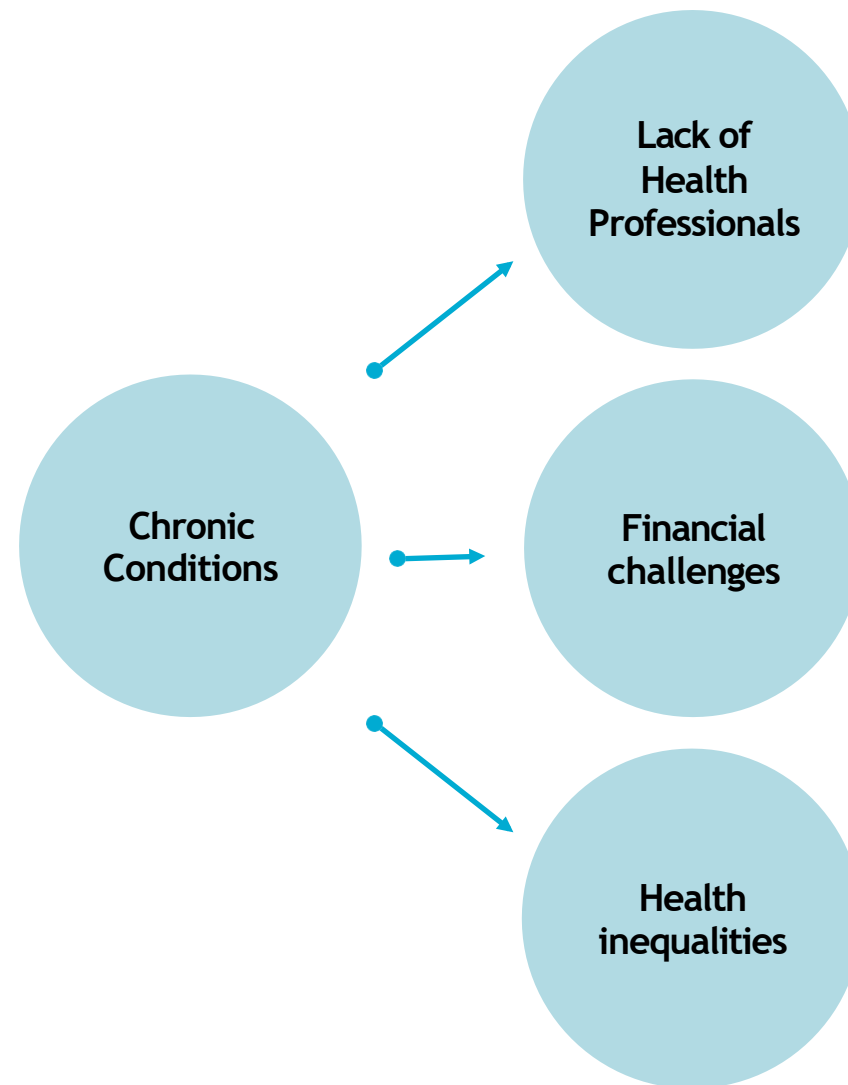 Lack of
Health
Professionals
Chronic
Conditions
Financial
challenges
Health
inequalities